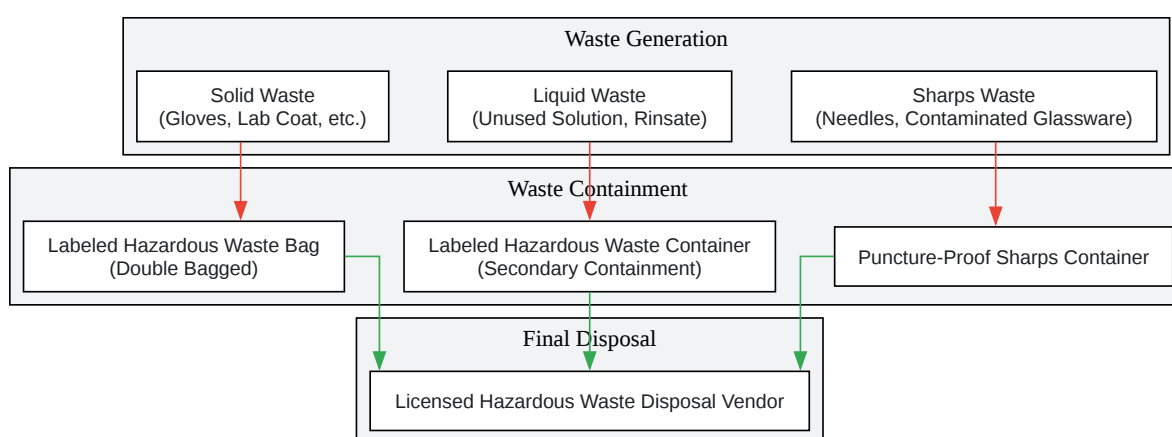 Waste Generation
Solid Waste
(Gloves, Lab Coat, etc.)
Liquid Waste
(Unused Solution, Rinsate)
Sharps Waste
(Needles, Contaminated Glassware)
Waste Containment
Labeled Hazardous Waste Bag
(Double Bagged)
Labeled Hazardous Waste Container
(Secondary Containment)
Puncture-Proof Sharps Container
Final Disposal
Licensed Hazardous Waste Disposal Vendor